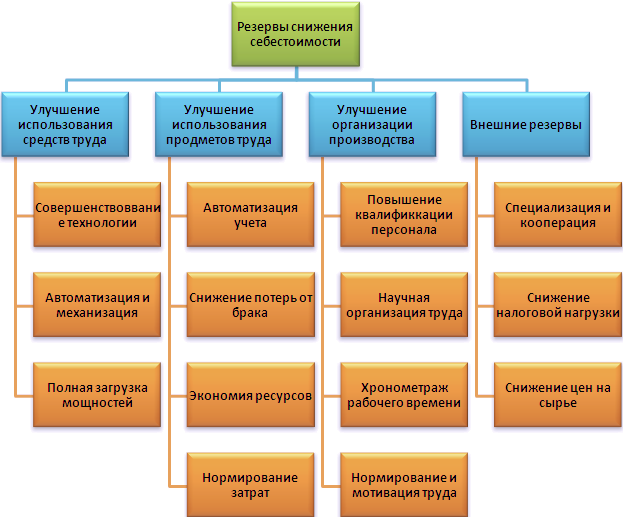 Резервы снижения
себестоимости
Улучшение
использования
средств труда
Улучшение
использования
предметов труда
Улучшение
организации
производства
Внешние резервы
Совершенствоввани
е технологии
Автоматизация и
механизация
Полная загрузка
мощностей
Автоматизация
учета
Снижение потерь от
брака
Экономия ресурсов
Нормирование
затрат
Повышение
квалификкации
персонала
Научная
организация труда
Хронометраж
рабочего времени
Нормирование и
мотивация труда
Специализация и
кооперация
Снижение
налоговой нагрузки
Снижение цен на
сырье